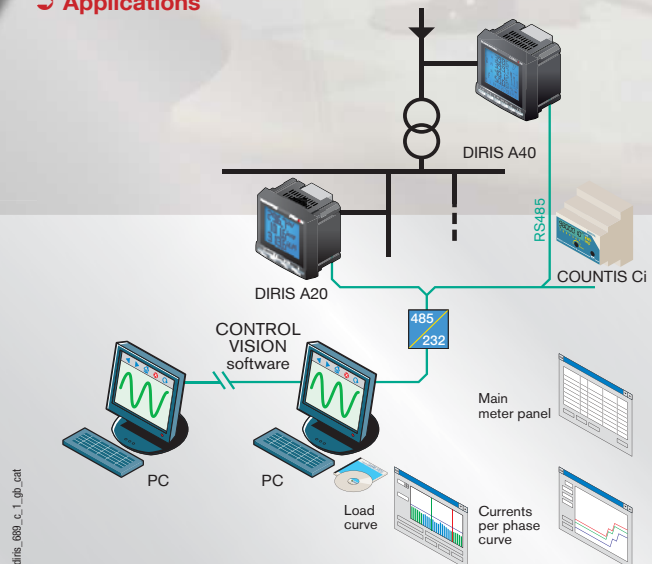 ➲ Applications
DIRIS A40
RS485
COUNTIS Ci
DIRIS A20
485
232
CONTROL
VISION
software
Main
meter panel
PC
PC
Load
curve
Currents
per phase
curve
diris_689_c_1_gb_cat